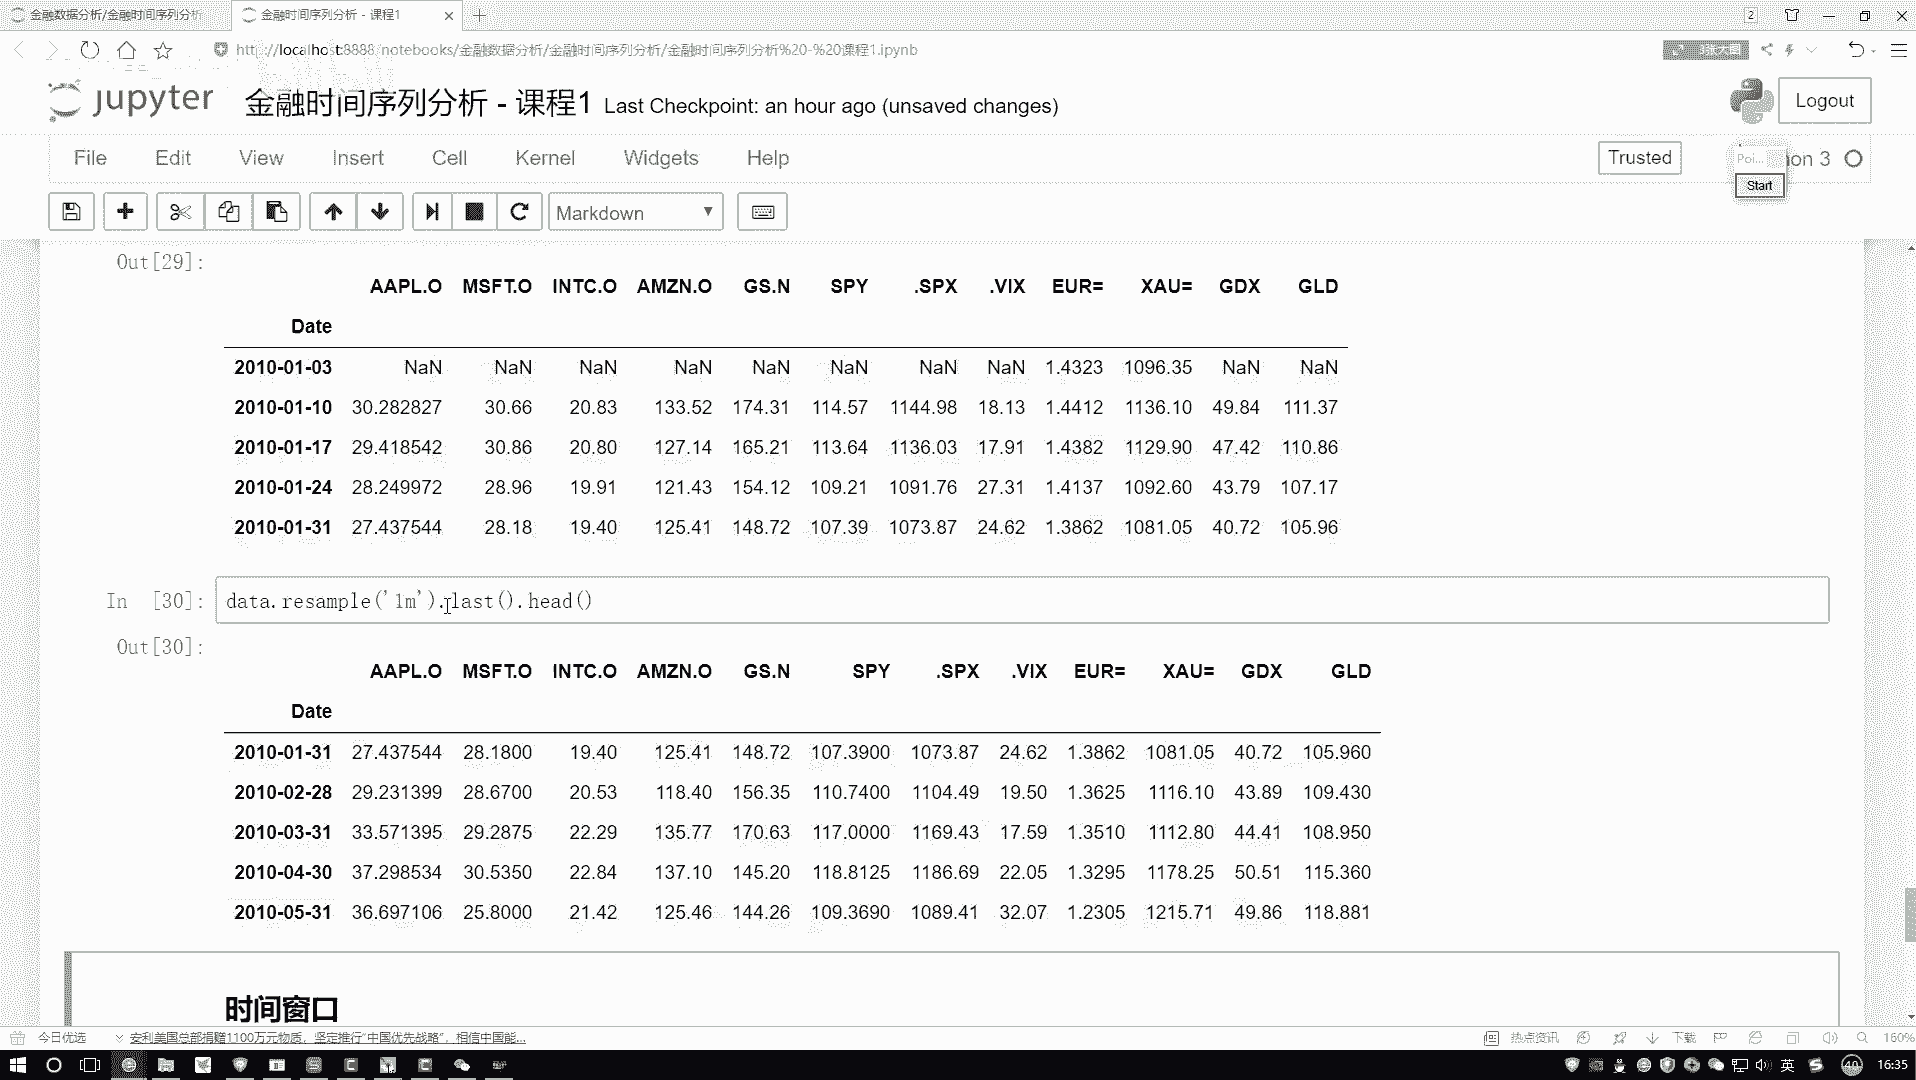 金融数据分析/金融时间序列分析 金融时间序列分析 - 课程1 2
http://localhost:8888/notebooks/金融数据分析/金融时间序列分析/金融时间序列分析%20-%20课程1.ipynb
jupyter 金融时间序列分析 - 课程1 Last Checkpoint: an hour ago (unsaved changes) Logout
File Edit View Insert Cell Kernel Widgets Help Trusted Poi... on 3
Start
Markdown
Out[29]:
AAPL.O MSFT.O INTC.O AMZN.O GS.N SPY .SPX .VIX EUR= XAU= GDX GLD
Date
2010-01-03 NaN NaN NaN NaN NaN NaN NaN NaN 1.4323 1096.35 NaN NaN
2010-01-10 30.282827 30.66 20.83 133.52 174.31 114.57 1144.98 18.13 1.4412 1136.10 49.84 111.37
2010-01-17 29.418542 30.86 20.80 127.14 165.21 113.64 1136.03 17.91 1.4382 1129.90 47.42 110.86
2010-01-24 28.249972 28.96 19.91 121.43 154.12 109.21 1091.76 27.31 1.4137 1092.60 43.79 107.17
2010-01-31 27.437544 28.18 19.40 125.41 148.72 107.39 1073.87 24.62 1.3862 1081.05 40.72 105.96
In [30]: data.resample('1m').last().head()
Out[30]:
AAPL.O MSFT.O INTC.O AMZN.O GS.N SPY .SPX .VIX EUR= XAU= GDX GLD
Date
2010-01-31 27.437544 28.1800 19.40 125.41 148.72 107.3900 1073.87 24.62 1.3862 1081.05 40.72 105.960
2010-02-28 29.231399 28.6700 20.53 118.40 156.35 110.7400 1104.49 19.50 1.3625 1116.10 43.89 109.430
2010-03-31 33.571395 29.2875 22.29 135.77 170.63 117.0000 1169.43 17.59 1.3510 1112.80 44.41 108.950
2010-04-30 37.298534 30.5350 22.84 137.10 145.20 118.8125 1186.69 22.05 1.3295 1178.25 50.51 115.360
2010-05-31 36.697106 25.8000 21.42 125.46 144.26 109.3690 1089.41 32.07 1.2305 1215.71 49.86 118.881
时间窗口
今日优选 安利美国总部捐赠1100万元物质，坚定推行“中国优先战略”，相信中国能... 热点资讯 下载 160%
英 40 16:35